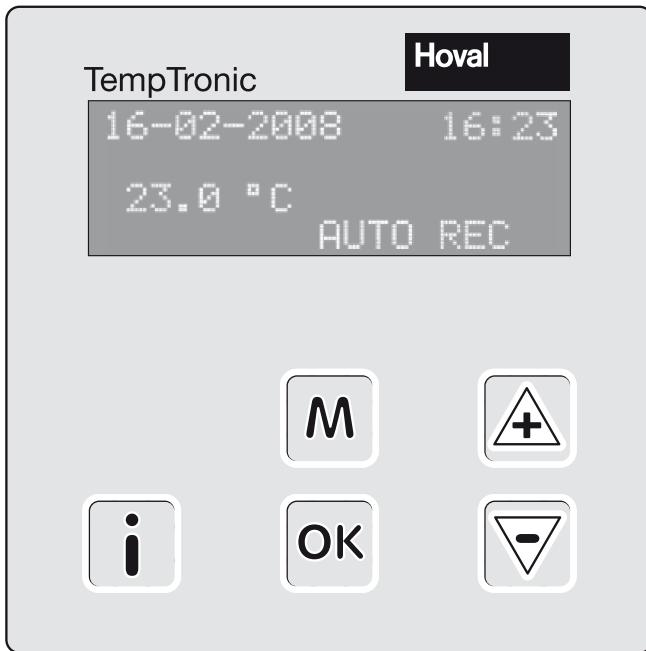 Hoval
TempTronic
16-02-2008 16:23
23.0 °C
AUTO REC
M
+
i
OK
-